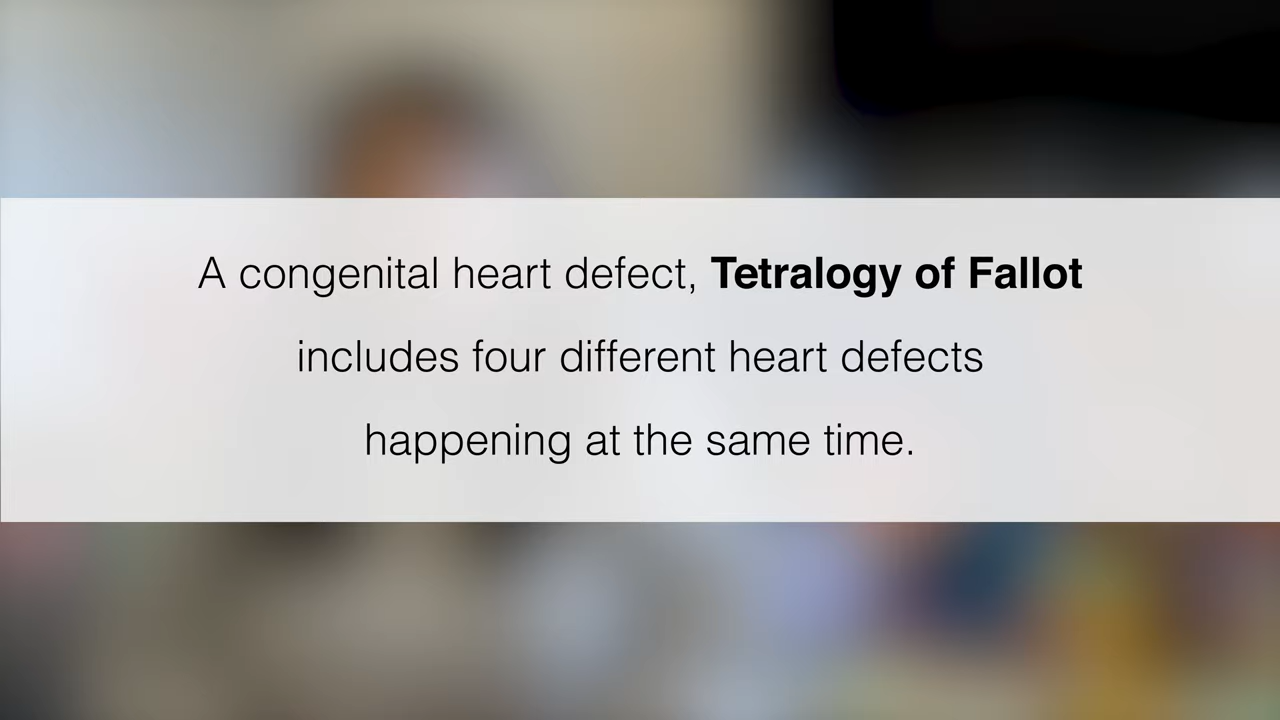 A congenital heart defect, Tetralogy of Fallot
includes four different heart defects
happening at the same time.